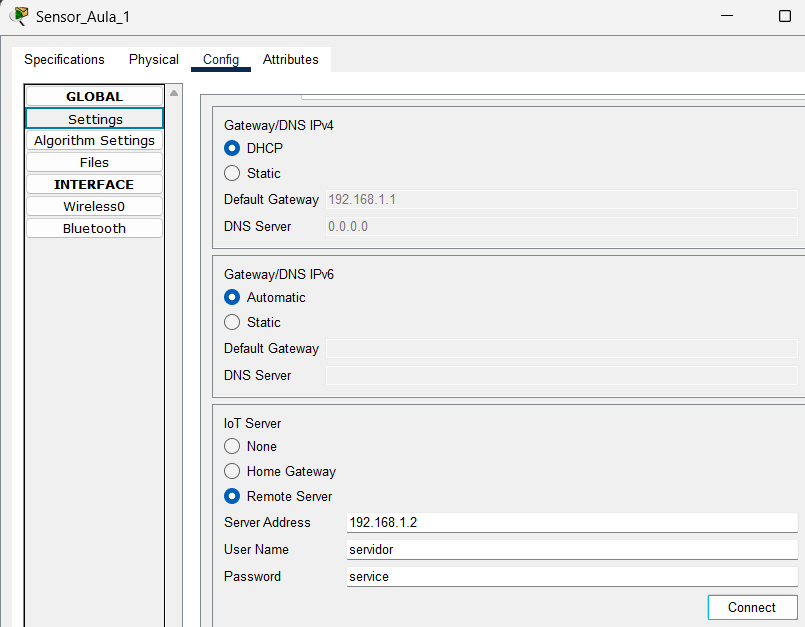 Sensor_Aula_1
Specifications Physical Config Attributes
GLOBAL
Settings
Algorithm Settings
Files
INTERFACE
Wireless0
Bluetooth
Gateway/DNS IPv4
DHCP
Static
Default Gateway 192.168.1.1
DNS Server 0.0.0.0
Gateway/DNS IPv6
Automatic
Static
Default Gateway
DNS Server
IoT Server
None
Home Gateway
Remote Server
Server Address 192.168.1.2
User Name servidor
Password service
Connect